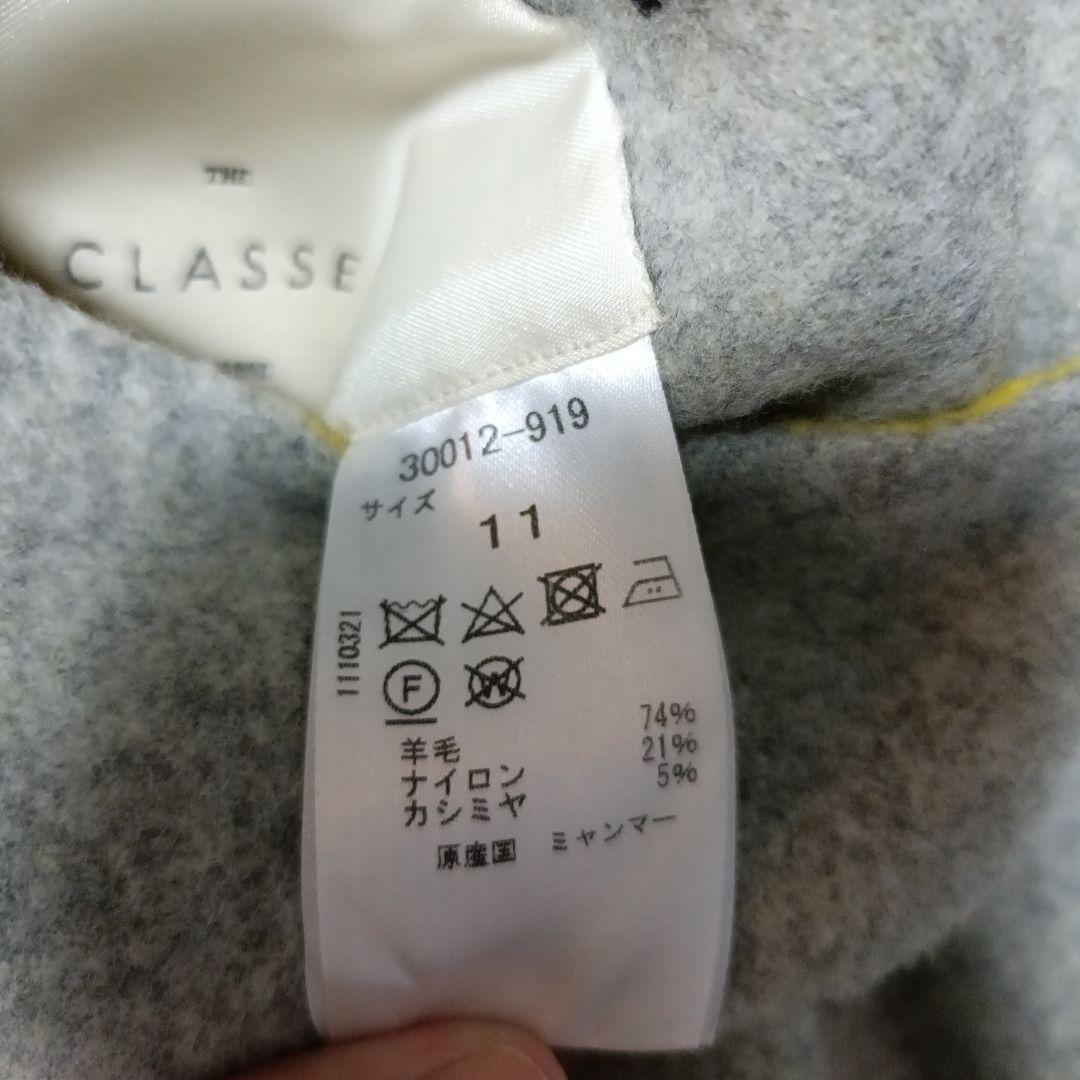 THE
CLASSE
30012-919
サイズ
11
1110321
F
W
羊毛 74%
ナイロン 21%
カシミヤ 5%
原産国 ミャンマー